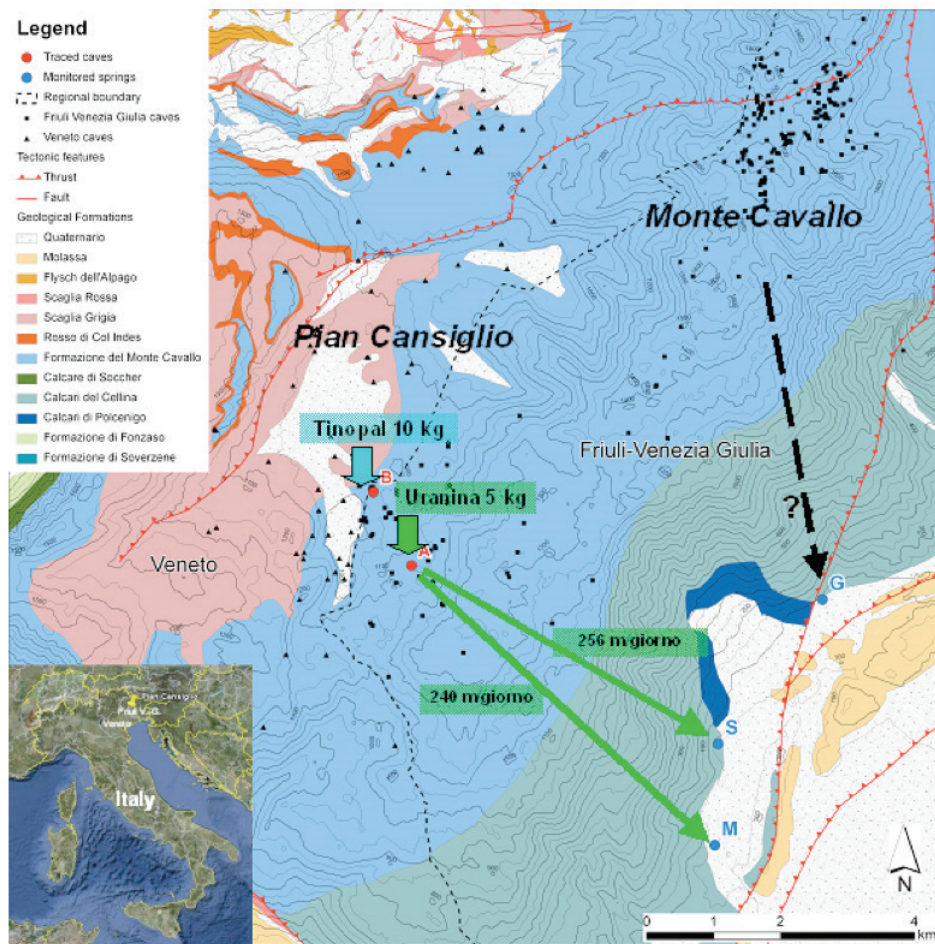 Legend
Traced caves
Monitored springs
Regional boundary
Friuli Venezia Giulia caves
Veneto caves
Tectonic features
Thrust
Fault
Geological Formations
Quaternario
Molassa
Flysch dell'Alpago
Scaglia Rossa
Scaglia Grigia
Rosso di Col Indes
Formazione del Monte Cavallo
Calcare di Soccher
Calcari del Cellina
Calcari di Polcenigo
Formazione di Fonzaso
Formazione di Soverzene
Monte Cavallo
Pian Cansiglio
Tinopal 10 kg
Friuli-Venezia Giulia
B
Uranina 5 kg
?
A
Veneto
G
256 m/giorno
240 m/giorno
S
M
Pian Cansiglio
Friuli V. G.
Veneto
Italy
N
0 1 2 4
km